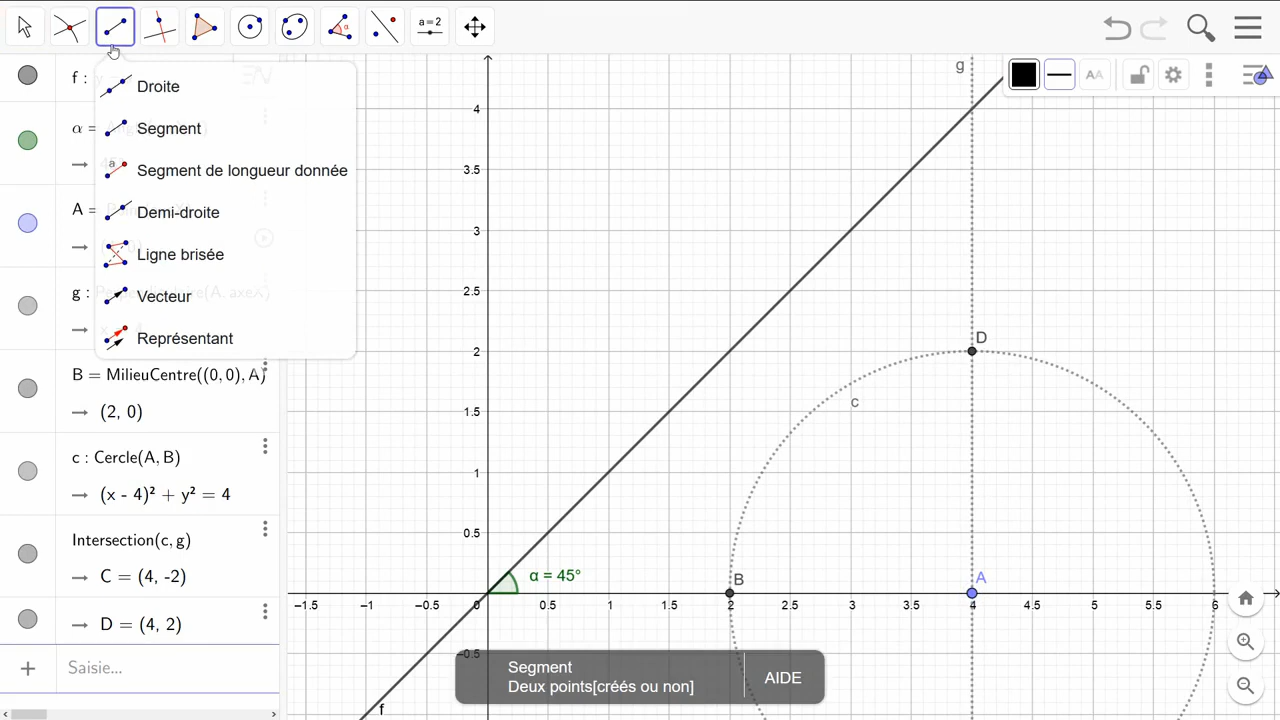 a=2
f :
α =
A =
g : Perpendiculaire(A, axeX)
B = MilieuCentre((0, 0), A)
→ (2, 0)
c : Cercle(A, B)
→ (x - 4)² + y² = 4
Intersection(c, g)
→ C = (4, -2)
→ D = (4, 2)
+ Saisie...
Droite
Segment
a Segment de longueur donnée
Demi-droite
Ligne brisée
Vecteur
Représentant
g
AA
4
3.5
3
2.5
2
1.5
1
0.5
-0.5
D
c
α = 45°
B
A
-1.5 -1 -0.5 0 0.5 1 1.5 2 2.5 3 3.5 4 4.5 5 5.5 6
f
Segment
Deux points[créés ou non]
AIDE